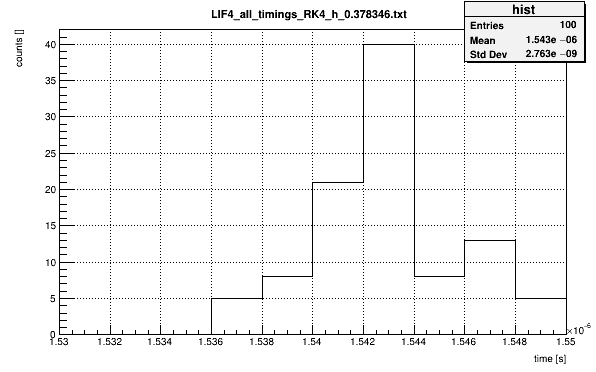 LIF4_all_timings_RK4_h_0.378346.txt
hist
Entries 100
Mean 1.543e −06
Std Dev 2.763e −09
counts []
40
35
30
25
20
15
10
5
0
1.53 1.532 1.534 1.536 1.538 1.54 1.542 1.544 1.546 1.548 1.55
×10⁻⁶
time [s]